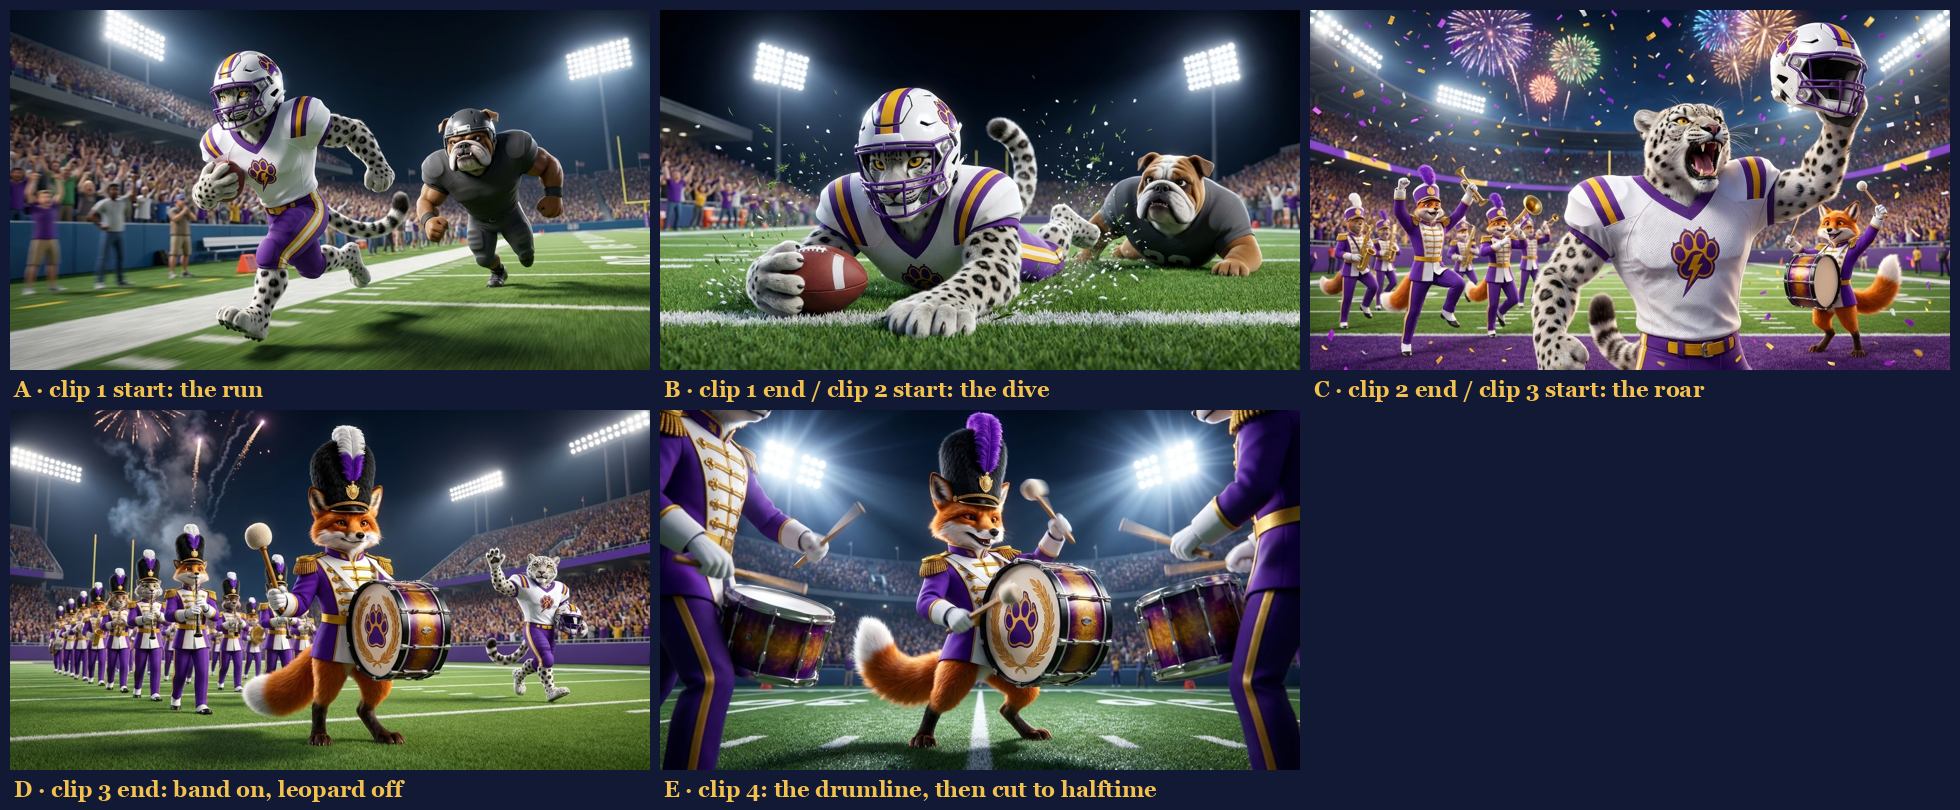 A · clip 1 start: the run
B · clip 1 end / clip 2 start: the dive
C · clip 2 end / clip 3 start: the roar
D · clip 3 end: band on, leopard off
E · clip 4: the drumline, then cut to halftime